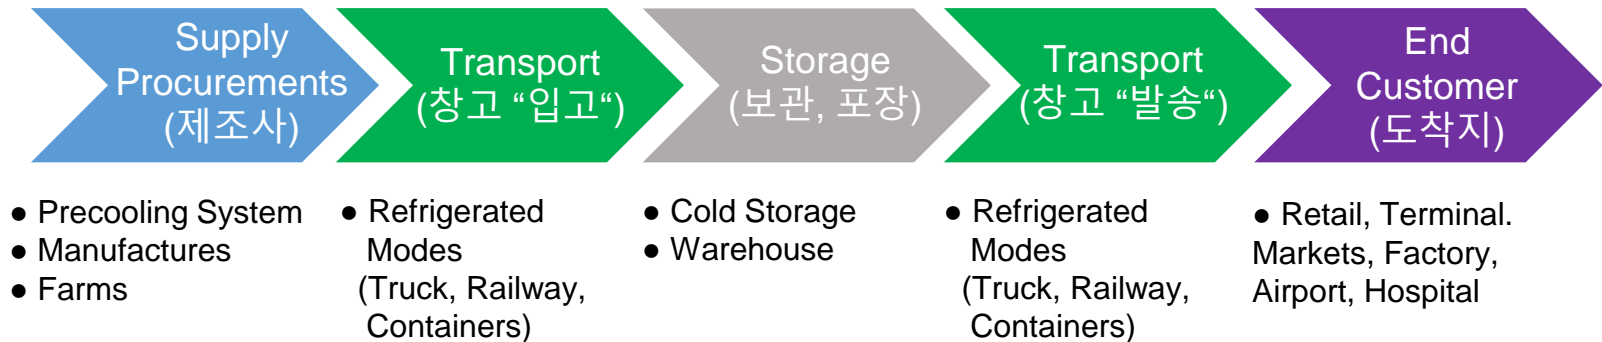 Supply
Procurements
(제조사)
Transport
(창고 “입고“)
Storage
(보관, 포장)
Transport
(창고 “발송“)
End
Customer
(도착지)
● Precooling System
● Manufactures
● Farms
● Refrigerated
Modes
(Truck, Railway,
Containers)
● Cold Storage
● Warehouse
● Refrigerated
Modes
(Truck, Railway,
Containers)
● Retail, Terminal.
Markets, Factory,
Airport, Hospital